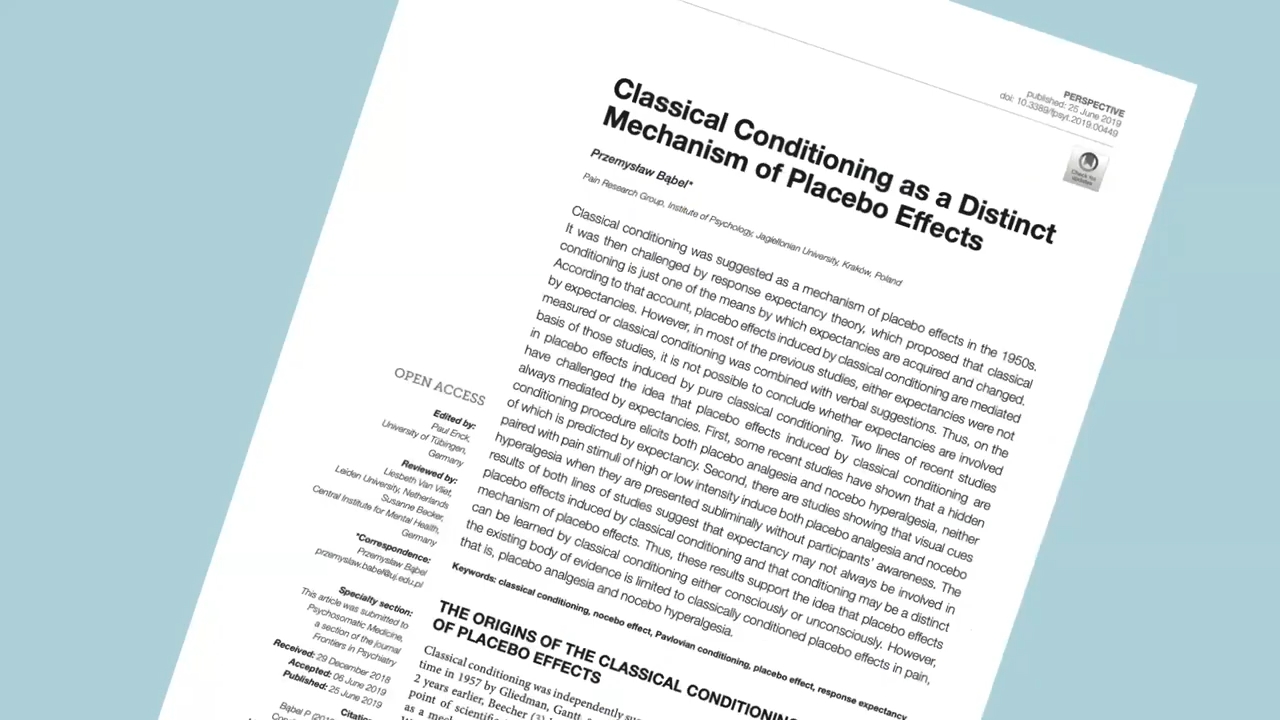 PERSPECTIVE
published: 25 June 2019
doi: 10.3389/fpsyt.2019.00449
Check for
updates
Classical Conditioning as a Distinct
Mechanism of Placebo Effects
Przemysław Bąbel*
Pain Research Group, Institute of Psychology, Jagiellonian University, Kraków, Poland
Classical conditioning was suggested as a mechanism of placebo effects in the 1950s.
It was then challenged by response expectancy theory, which proposed that classical
conditioning is just one of the means by which expectancies are acquired and changed.
According to that account, placebo effects induced by classical conditioning are mediated
by expectancies. However, in most of the previous studies, either expectancies were not
measured or classical conditioning was combined with verbal suggestions. Thus, on the
basis of those studies, it is not possible to conclude whether expectancies are involved
in placebo effects induced by pure classical conditioning. Two lines of recent studies
have challenged the idea that placebo effects induced by classical conditioning are
always mediated by expectancies. First, some recent studies have shown that a hidden
conditioning procedure elicits both placebo analgesia and nocebo hyperalgesia, neither
of which is predicted by expectancy. Second, there are studies showing that visual cues
paired with pain stimuli of high or low intensity induce both placebo analgesia and nocebo
hyperalgesia when they are presented subliminally without participants' awareness. The
results of both lines of studies suggest that expectancy may not always be involved in
placebo effects induced by classical conditioning and that conditioning may be a distinct
mechanism of placebo effects. Thus, these results support the idea that placebo effects
can be learned by classical conditioning either consciously or unconsciously. However,
the existing body of evidence is limited to classically conditioned placebo effects in pain,
that is, placebo analgesia and nocebo hyperalgesia.
Keywords: classical conditioning, nocebo effect, Pavlovian conditioning, placebo effect, response expectancy
OPEN ACCESS
Edited by:
Paul Enck,
University of Tübingen,
Germany
Reviewed by:
Liesbeth Van Vliet,
Leiden University, Netherlands
Susanne Becker,
Central Institute for Mental Health,
Germany
*Correspondence:
Przemysław Bąbel
przemyslaw.babel@uj.edu.pl
Specialty section:
This article was submitted to
Psychosomatic Medicine,
a section of the journal
Frontiers in Psychiatry
Received: 29 December 2018
Accepted: 06 June 2019
Published: 25 June 2019
Citation:
Bąbel P
THE ORIGINS OF THE CLASSICAL CONDITIONING
OF PLACEBO EFFECTS
Classical conditioning was independently
time in 1957 by Gliedman, Gantt,
2 years earlier, Beecher (3)
point of
as a